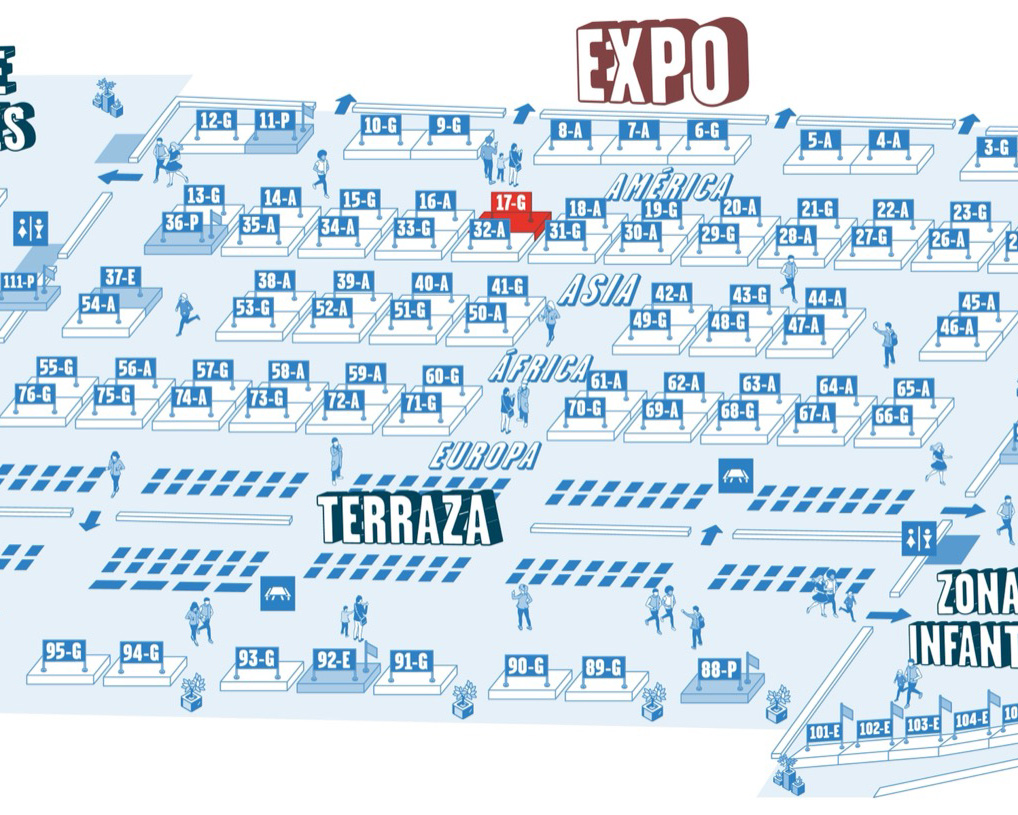 EXPO
12-G 11-P 10-G 9-G 8-A 7-A 6-G 5-A 4-A 3-G
AMÉRICA
13-G 14-A 15-G 16-A 17-G 18-A 19-G 20-A 21-G 22-A 23-G
36-P 35-A 34-A 33-G 32-A 31-G 30-A 29-G 28-A 27-G 26-A
ASIA
111-P 37-E 38-A 39-A 40-A 41-G 42-A 43-G 44-A 45-A
54-A 53-G 52-A 51-G 50-A 49-G 48-G 47-A 46-A
ÁFRICA
55-G 56-A 57-G 58-A 59-A 60-G 61-A 62-A 63-A 64-A 65-A
76-G 75-G 74-A 73-G 72-A 71-G 70-G 69-A 68-G 67-A 66-G
EUROPA
TERRAZA
ZONA
INFANT
95-G 94-G 93-G 92-E 91-G 90-G 89-G 88-P
101-E 102-E 103-E 104-E